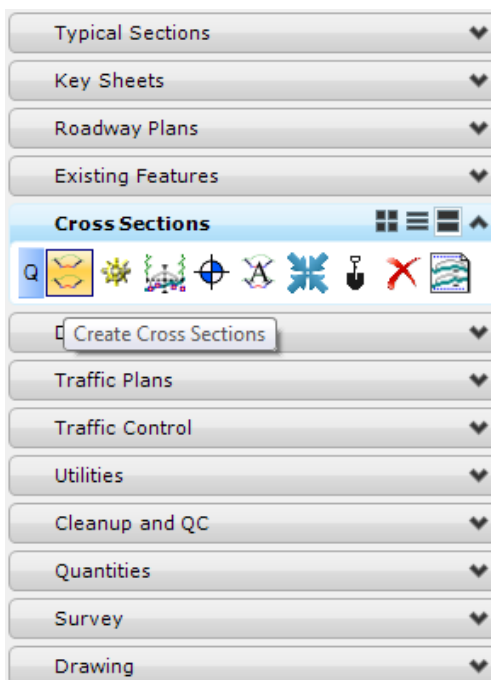 Typical Sections
Key Sheets
Roadway Plans
Existing Features
Cross Sections
Q
A
D
Create Cross Sections
Traffic Plans
Traffic Control
Utilities
Cleanup and QC
Quantities
Survey
Drawing